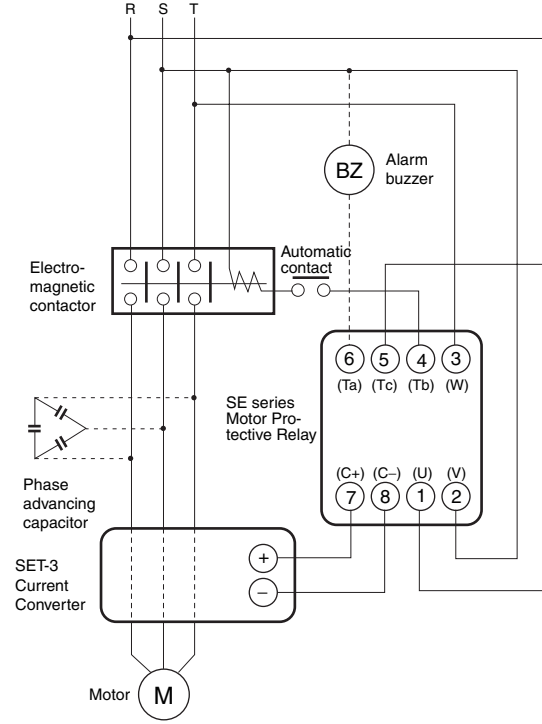 R S T
BZ
Alarm
buzzer
Electro-
magnetic
contactor
Automatic
contact
6 5 4 3
(Ta) (Tc) (Tb) (W)
SE series
Motor Pro-
tective Relay
(C+) (C−) (U) (V)
7 8 1 2
Phase
advancing
capacitor
SET-3
Current
Converter
+
−
Motor
M